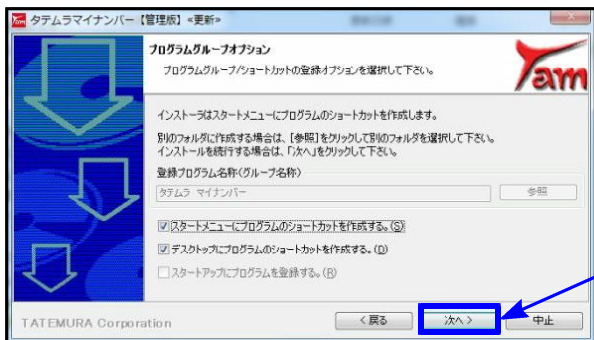 タテムラマイナンバー【管理版】 «更新»
プログラムグループオプション
プログラムグループ/ショートカットの登録オプションを選択して下さい。
Tam
インストーラはスタートメニューにプログラムのショートカットを作成します。
別のフォルダに作成する場合は、[参照]をクリックして別のフォルダを選択して下さい。
インストールを続行する場合は、「次へ」をクリックして下さい。
登録プログラム名称(グループ名称)
タテムラ マイナンバー 参照
スタートメニューにプログラムのショートカットを作成する。(S)
デスクトップにプログラムのショートカットを作成する。(D)
スタートアップにプログラムを登録する。(R)
TATEMURA Corporation < 戻る 次へ > 中止